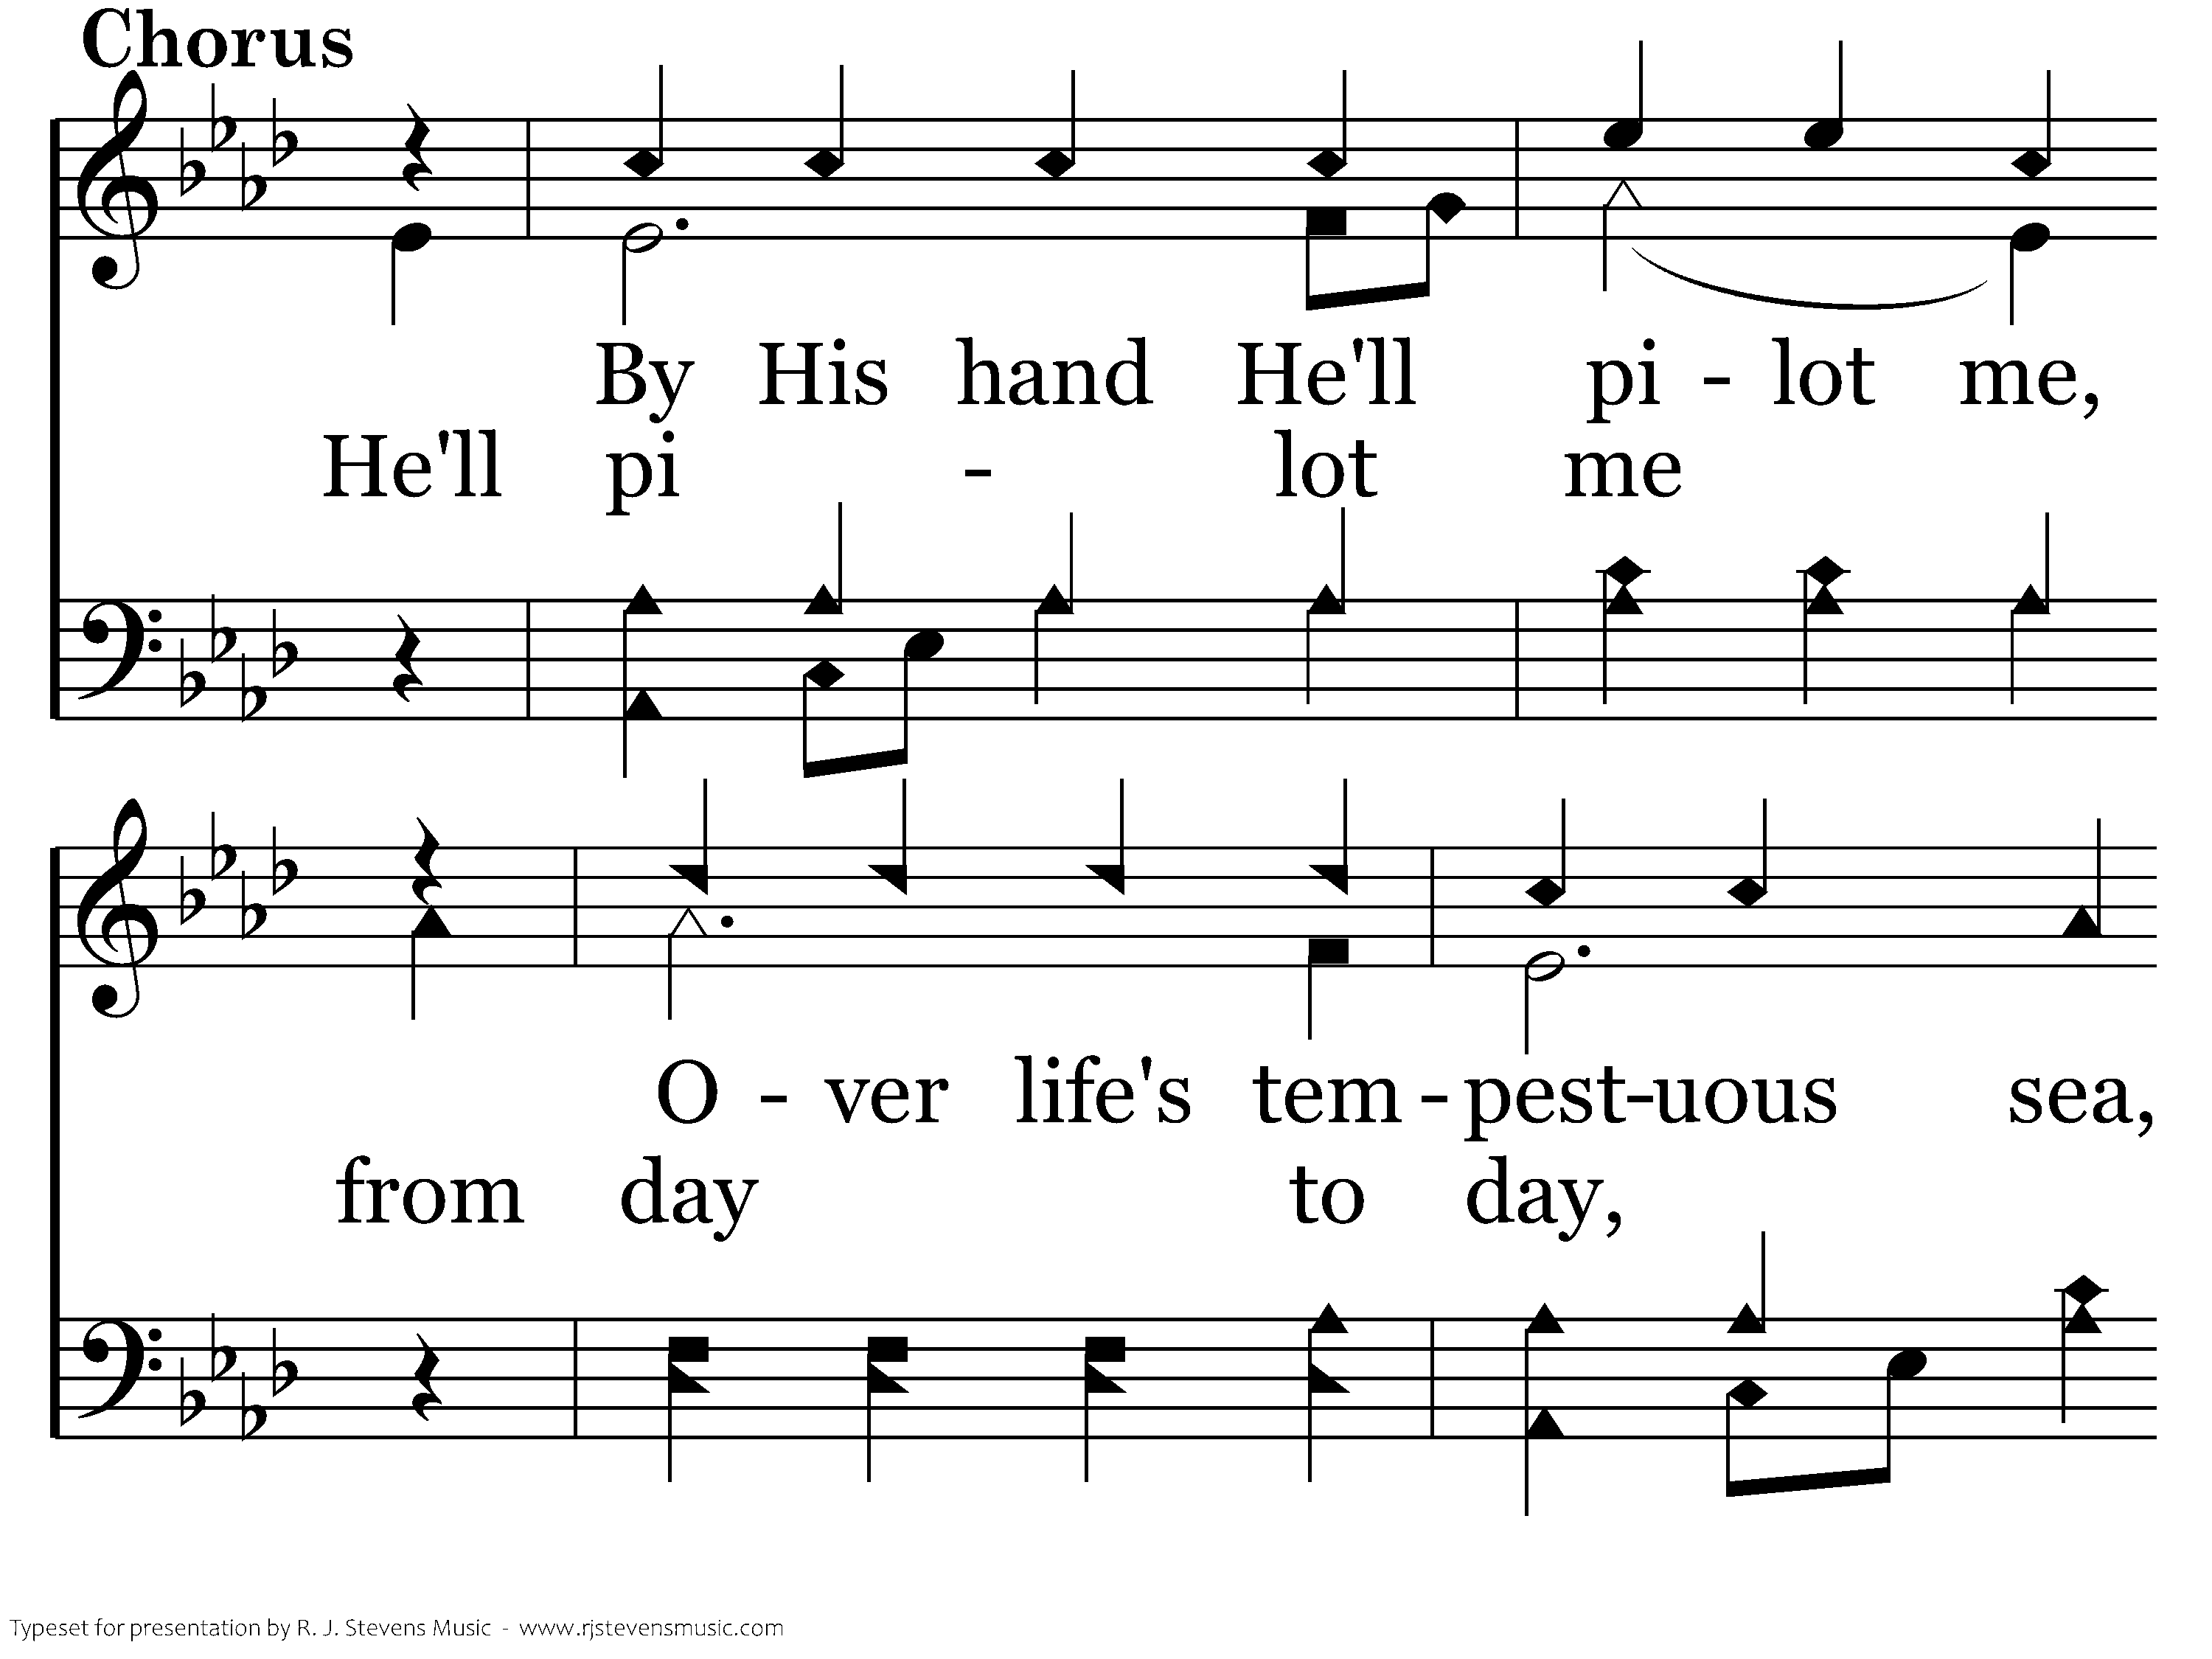 Chorus
By His hand He'll pi - lot me,
He'll pi - lot me
O - ver life's tem - pest-uous sea,
from day to day,
Typeset for presentation by R. J. Stevens Music - www.rjstevensmusic.com